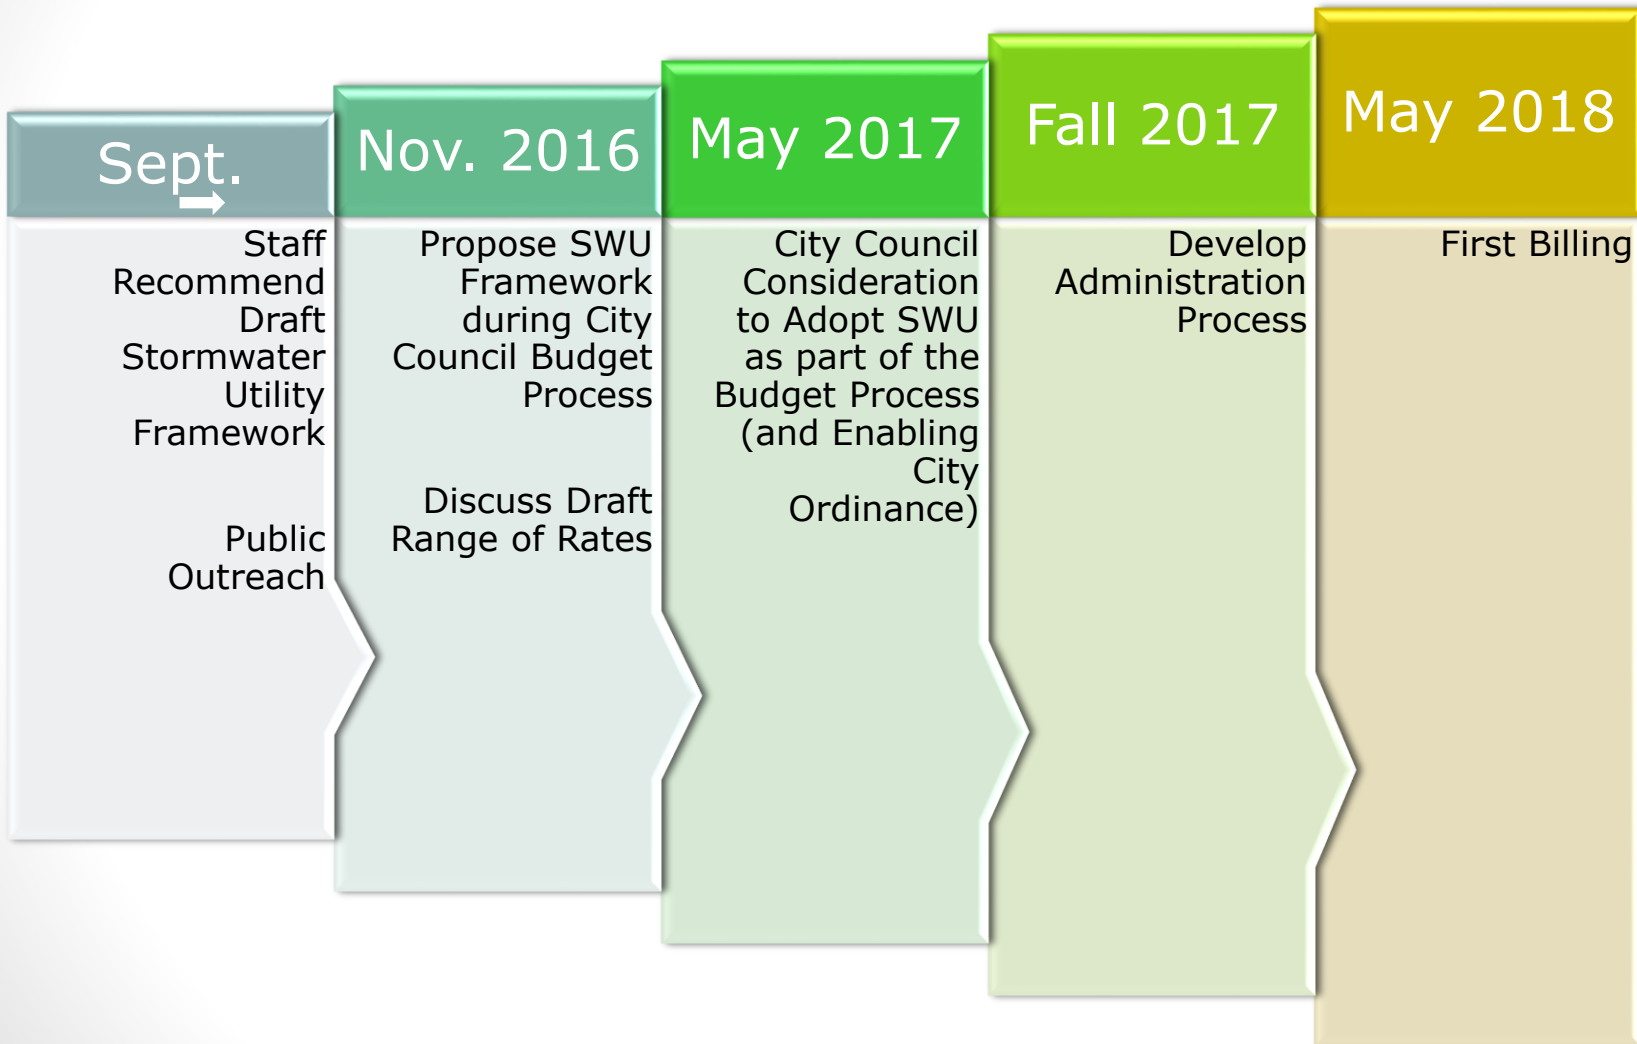 Sept.
Staff
Recommend
Draft
Stormwater
Utility
Framework
Public
Outreach
Nov. 2016
Propose SWU
Framework
during City
Council Budget
Process
Discuss Draft
Range of Rates
May 2017
City Council
Consideration
to Adopt SWU
as part of the
Budget Process
(and Enabling
City
Ordinance)
Fall 2017
Develop
Administration
Process
May 2018
First Billing